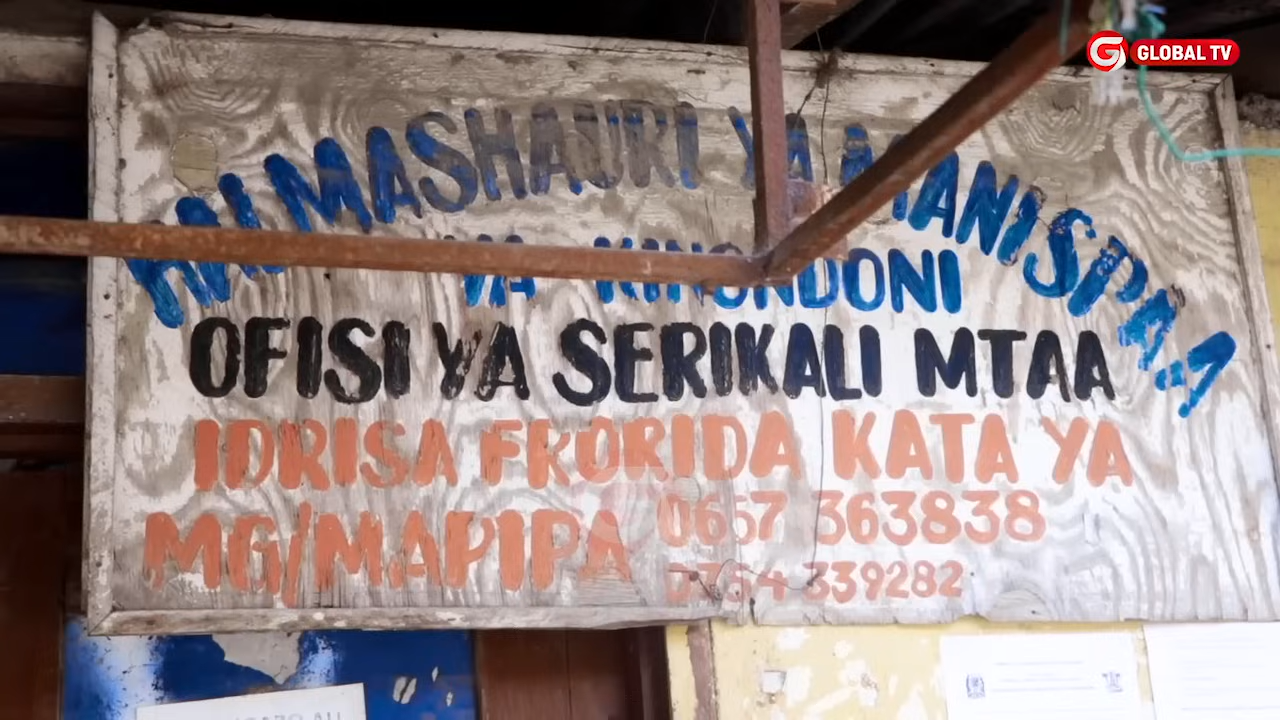 GLOBAL TV
HALMASHAURI YA MANISPAA
YA KINONDONI
OFISI YA SERIKALI MTAA
IDRISA FRORIDA KATA YA
MG/MAPIPA 0657 363838
0754 339282